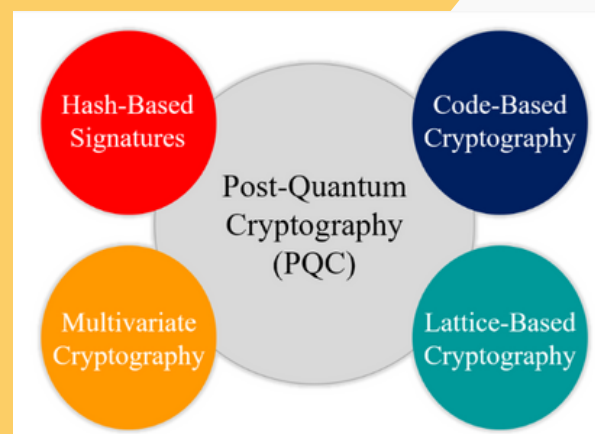 Hash-Based
Signatures
Code-Based
Cryptography
Post-Quantum
Cryptography
(PQC)
Multivariate
Cryptography
Lattice-Based
Cryptography